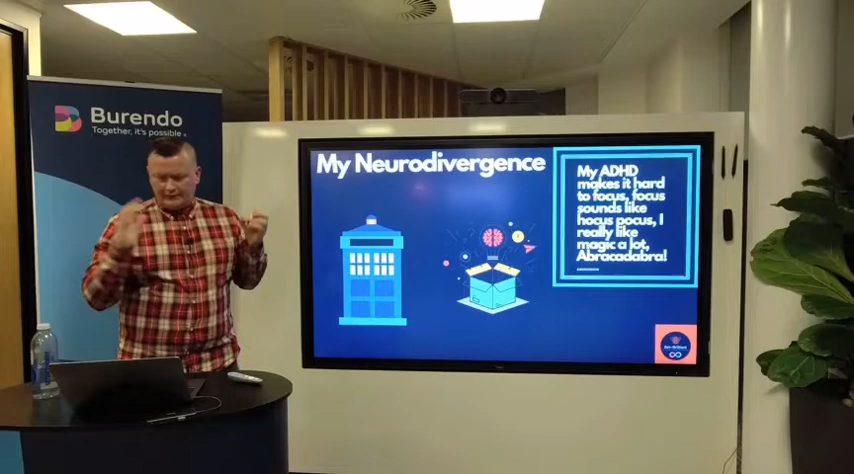 Burendo
Together, it's possible.
My Neurodivergence
My ADHD
makes it hard
to focus, focus
sounds like
hocus pocus, I
really like
magic a lot,
Abracadabra!